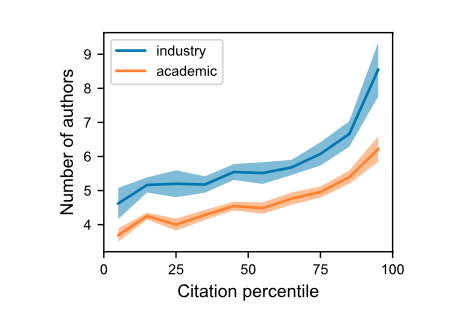 9
8
7
6
5
4
Number of authors
industry
academic
0
25
50
75
100
Citation percentile